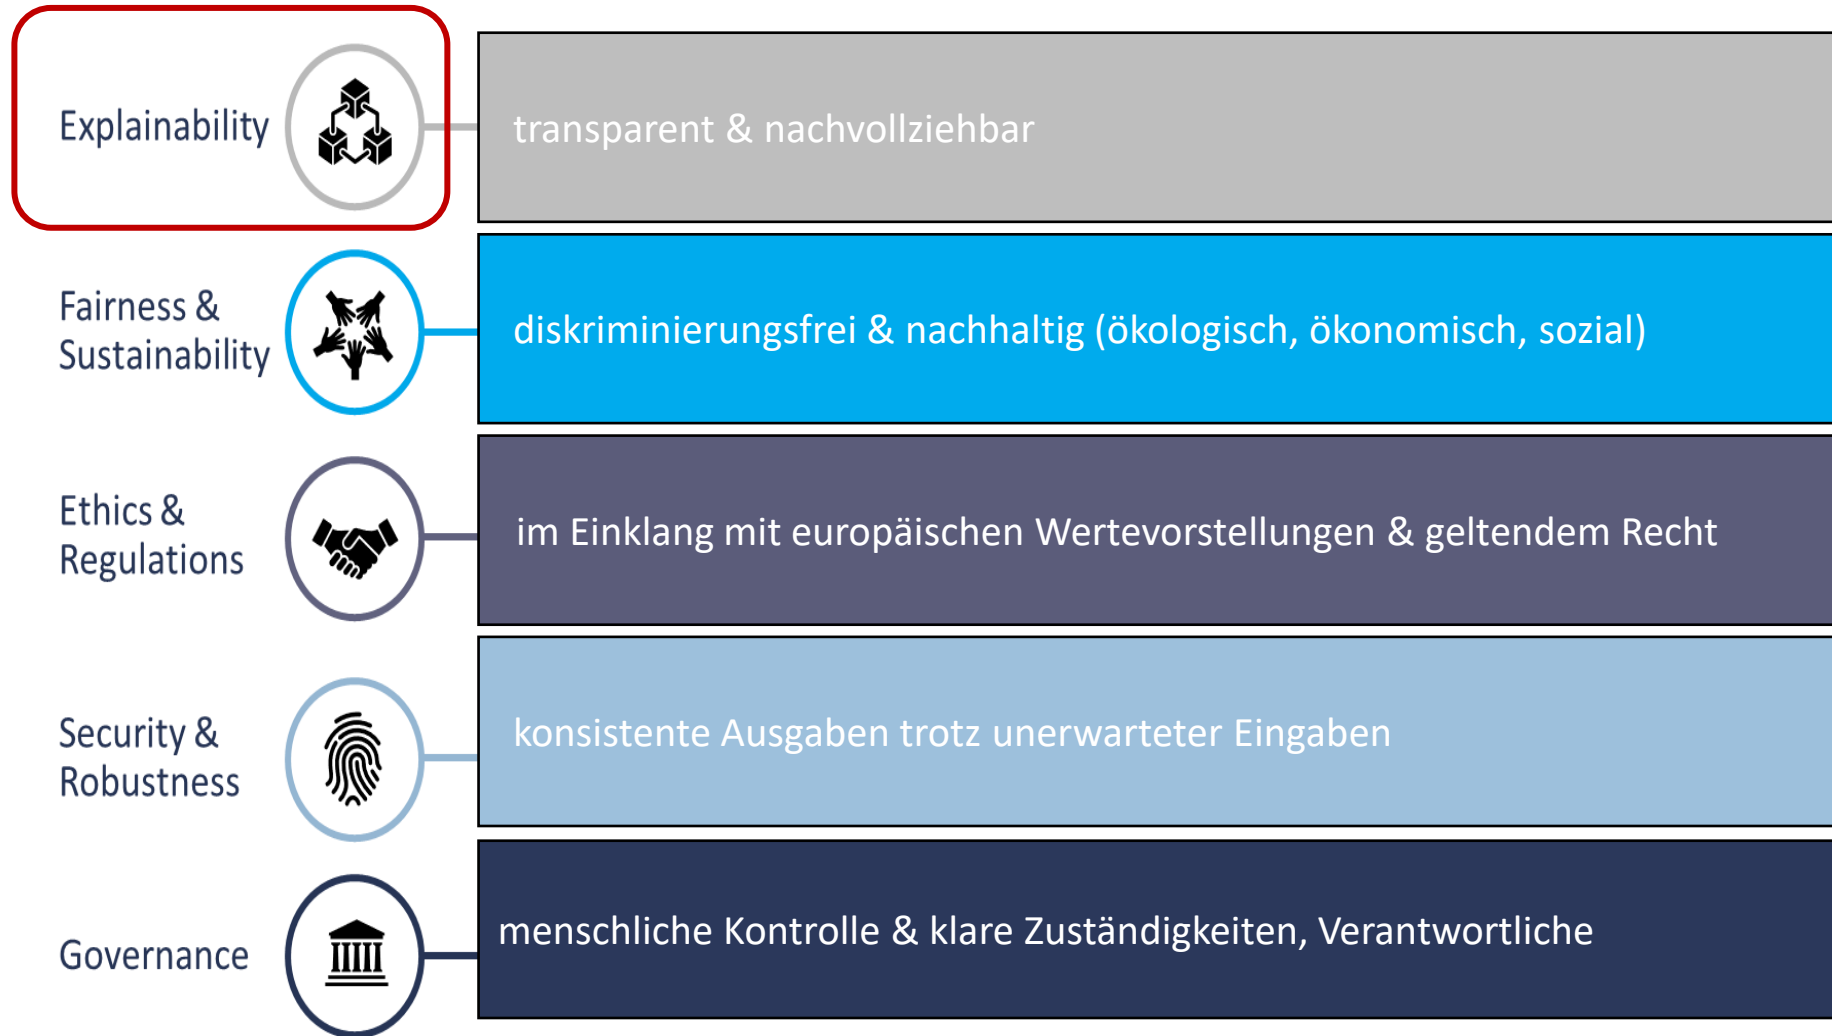 Explainability
transparent & nachvollziehbar
Fairness &
Sustainability
diskriminierungsfrei & nachhaltig (ökologisch, ökonomisch, sozial)
Ethics &
Regulations
im Einklang mit europäischen Wertevorstellungen & geltendem Recht
Security &
Robustness
konsistente Ausgaben trotz unerwarteter Eingaben
Governance
menschliche Kontrolle & klare Zuständigkeiten, Verantwortliche